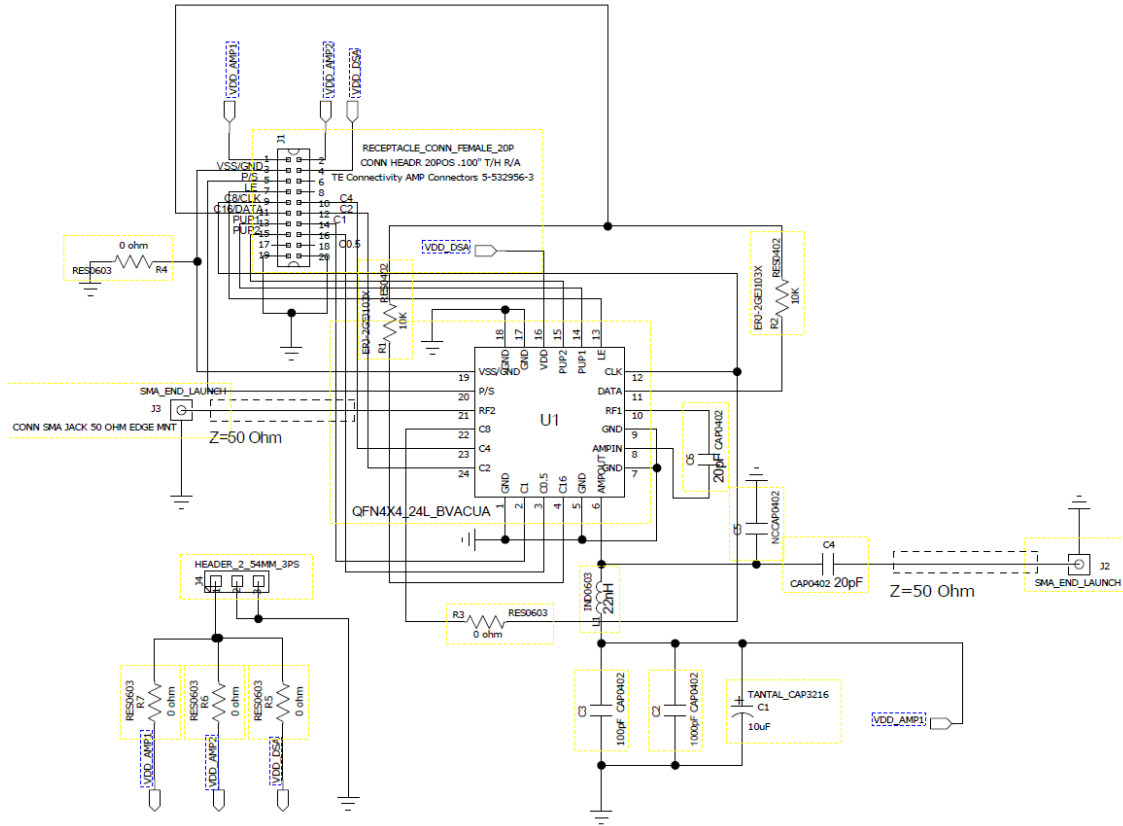 VDD_AMP1
VDD_AMP2
VDD_DSA
J1
RECEPTACLE_CONN_FEMALE_20P
CONN HEADR 20POS .100" T/H R/A
TE Connectivity AMP Connectors 5-532956-3
1 2
VSS/GND 3 4
P/S 5 6
LE 7 8
C8/CLK 9 10 C4
C16/DATA 11 12 C2
PUP1 13 14 C1
PUP2 15 16
17 18 C0.5
19 20
0 ohm
RES0603 R4
VDD_DSA
RES0402
ERJ-2GEJ103X
10K
R1
RES0402
ERJ-2GEJ103X
10K
R2
18 17 16 15 14 13
GND GND VDD PUP2 PUP1 LE
19 VSS/GND
20 P/S
21 RF2
22 C8
23 C4
24 C2
CLK 12
DATA 11
RF1 10
GND 9
AMPIN 8
GND 7
U1
GND C1 C0.5 C16 GND AMPOUT
1 2 3 4 5 6
QFN4X4_24L_BVACUA
SMA_END_LAUNCH
J3
CONN SMA JACK 50 OHM EDGE MNT
Z=50 Ohm
C6
20pF
CAP0402
C5
NCCAP0402
C4
CAP0402 20pF
Z=50 Ohm
J2
SMA_END_LAUNCH
HEADER_2_54MM_3PS
J4
1 2 3
R3 RES0603
0 ohm
IND0603
22nH
L1
RES0603
R7
0 ohm
RES0603
R6
0 ohm
RES0603
R5
0 ohm
VDD_AMP1
VDD_AMP2
VDD_DSA
C3
100pF CAP0402
C2
1000pF CAP0402
TANTAL_CAP3216
+
C1
10uF
VDD_AMP1